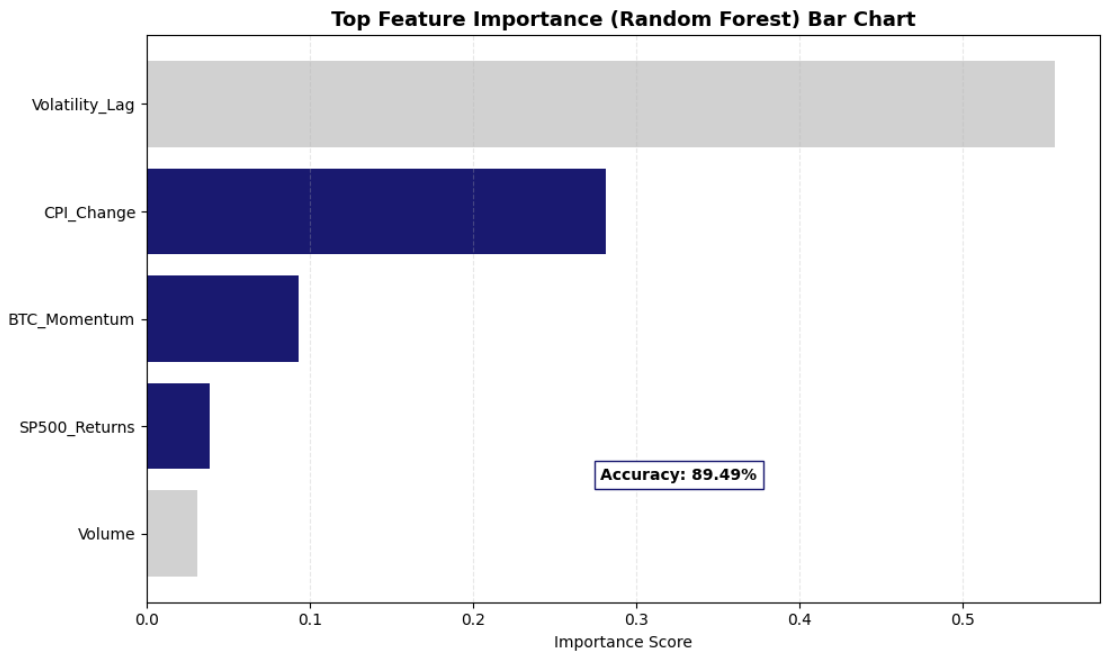 Top Feature Importance (Random Forest) Bar Chart
Volatility_Lag
CPI_Change
BTC_Momentum
SP500_Returns
Accuracy: 89.49%
Volume
0.0 0.1 0.2 0.3 0.4 0.5
Importance Score